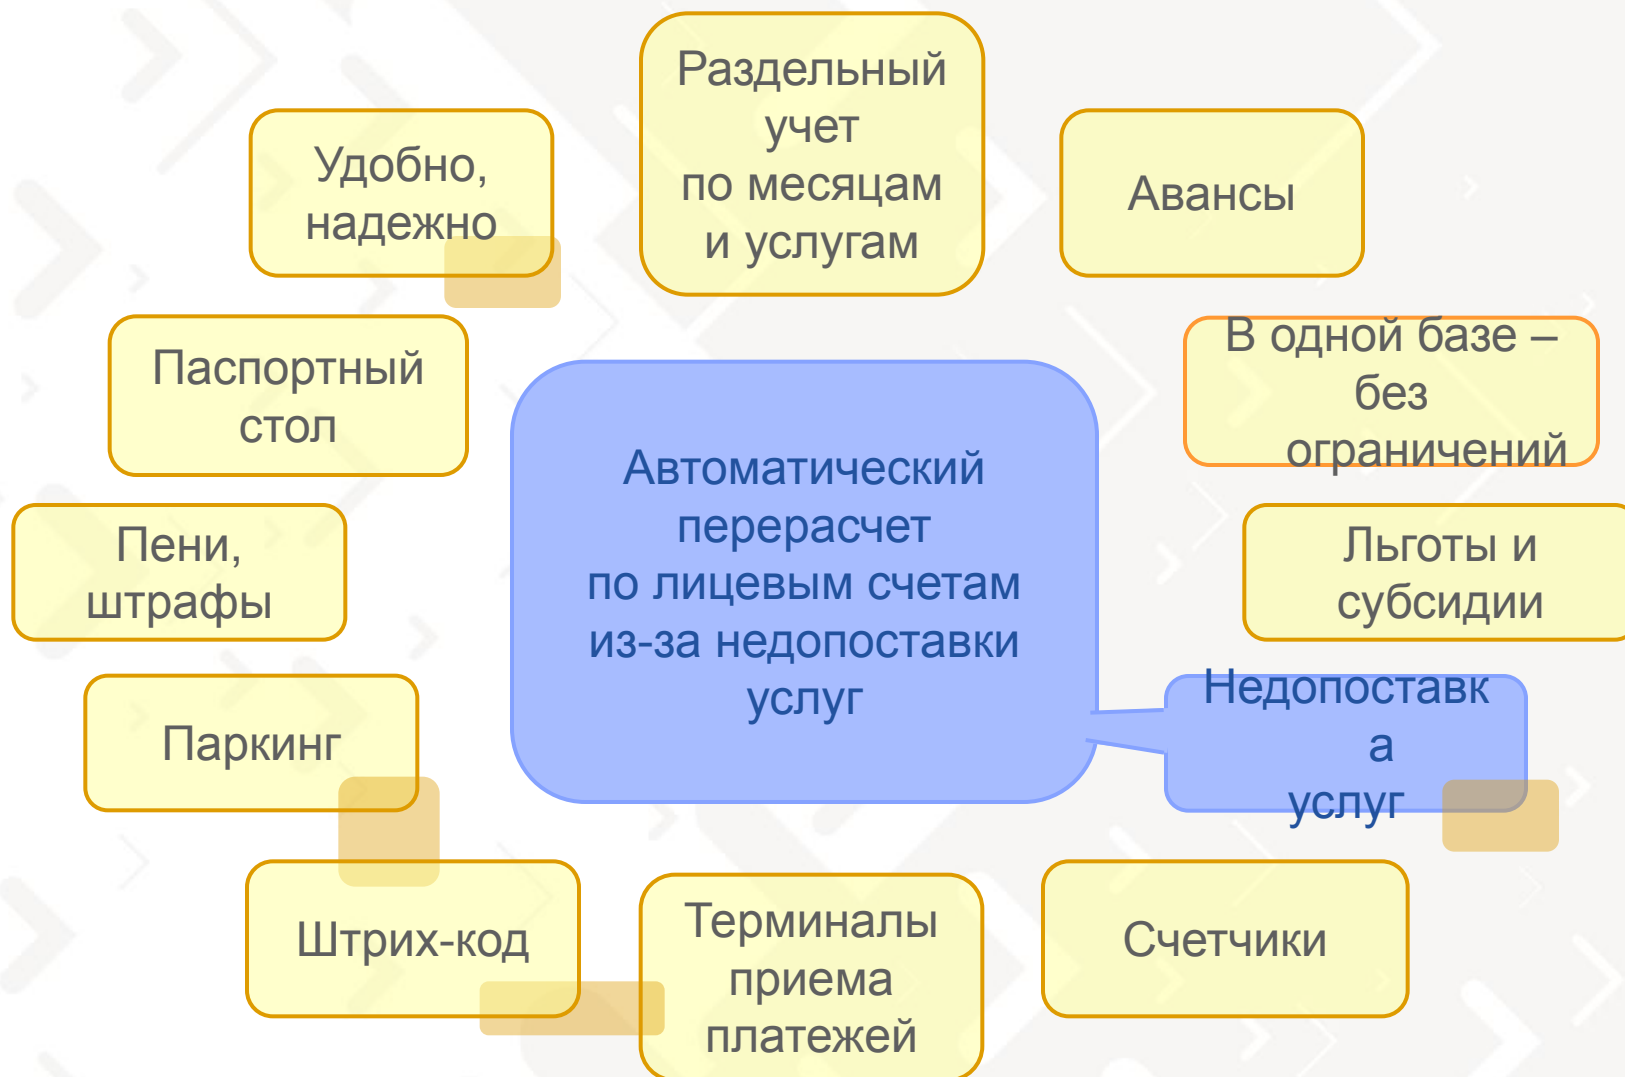 Раздельный
учет
по месяцам
и услугам
Удобно,
надежно
Авансы
В одной базе –
без
ограничений
Паспортный
стол
Автоматический
перерасчет
по лицевым счетам
из-за недопоставки
услуг
Пени,
штрафы
Льготы и
субсидии
Недопоставк
а
услуг
Паркинг
Штрих-код
Терминалы
приема
платежей
Счетчики